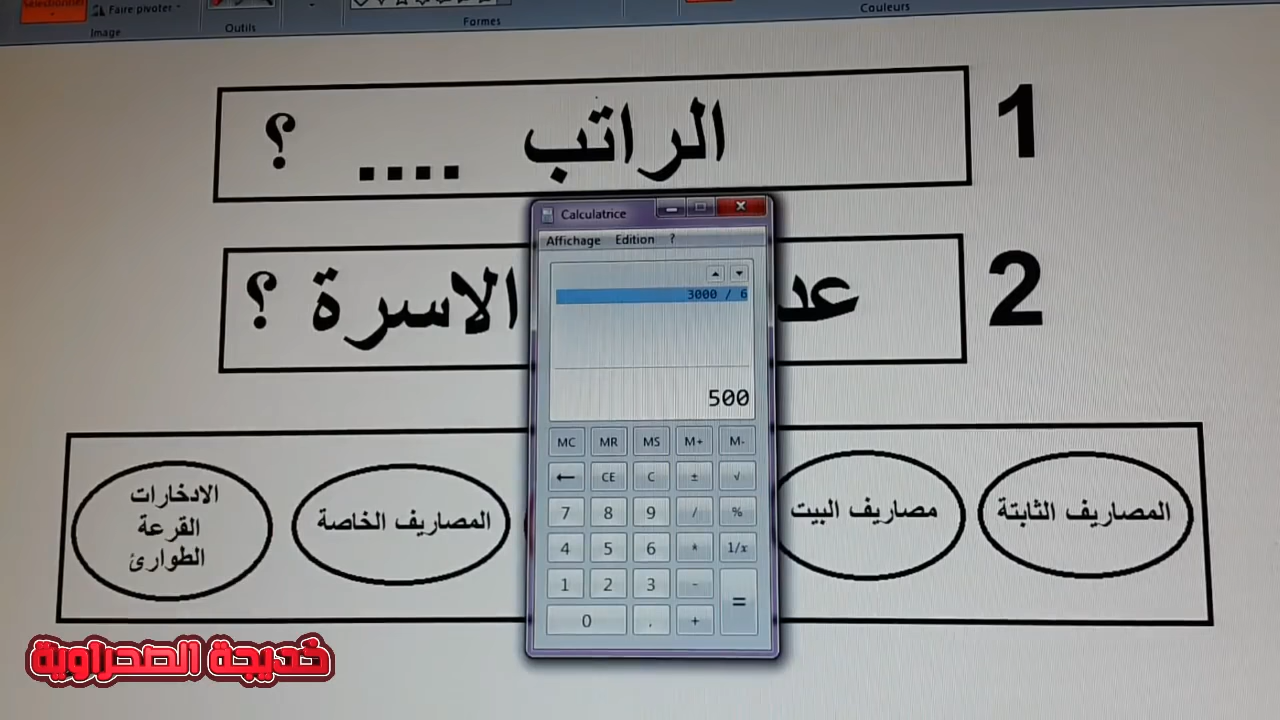 Sélectionner
Faire pivoter
Image
Outils
Formes
Couleurs
1
الراتب .... ؟
2
الاسرة ؟
المصاريف الثابتة
مصاريف البيت
المصاريف الخاصة
الادخارات
القرعة
الطوارئ
Calculatrice
Affichage Edition ?
3000 / 6
500
MC MR MS M+ M-
← CE C ± √
7 8 9 / %
4 5 6 * 1/x
1 2 3 - =
0 . +
خديجة الصحراوية